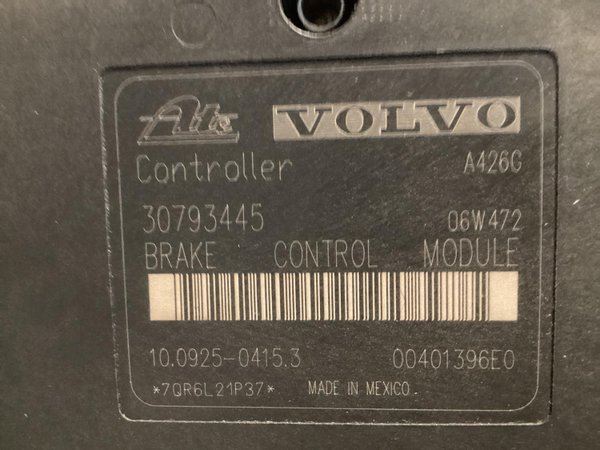 Ate VOLVO
Controller A426G
30793445 06W472
BRAKE CONTROL MODULE
10.0925-0415.3 00401396E0
*7QR6L21P37* MADE IN MEXICO